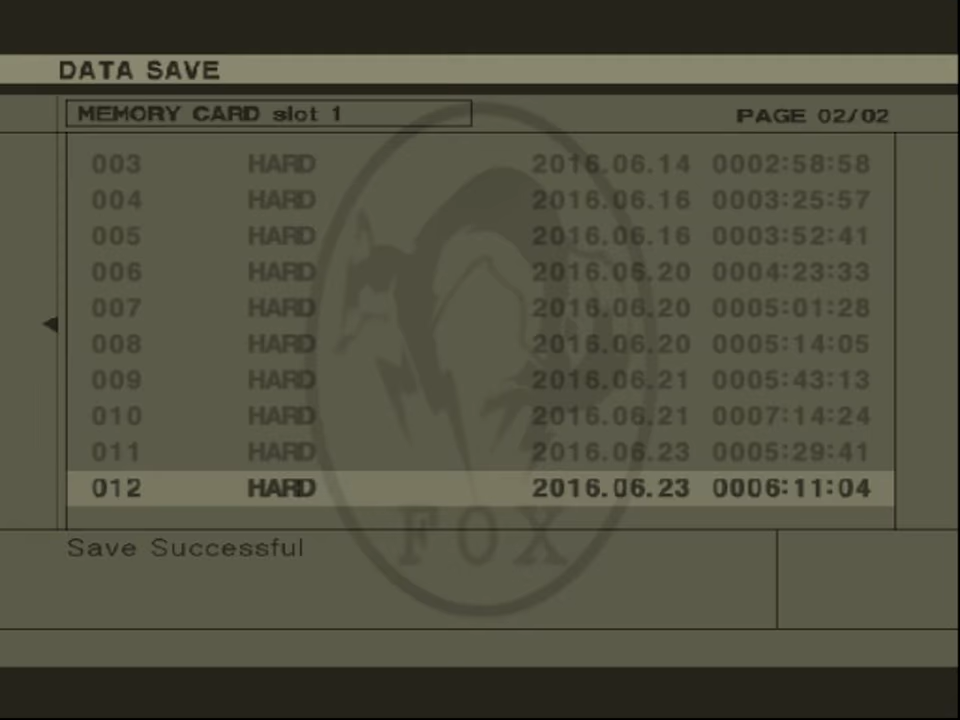 DATA SAVE
MEMORY CARD slot 1 PAGE 02/02
003 HARD 2016.06.14 0002:58:58
004 HARD 2016.06.16 0003:25:57
005 HARD 2016.06.16 0003:52:41
006 HARD 2016.06.20 0004:23:33
007 HARD 2016.06.20 0005:01:28
008 HARD 2016.06.20 0005:14:05
009 HARD 2016.06.21 0005:43:13
010 HARD 2016.06.21 0007:14:24
011 HARD 2016.06.23 0005:29:41
012 HARD 2016.06.23 0006:11:04
FOX
Save Successful